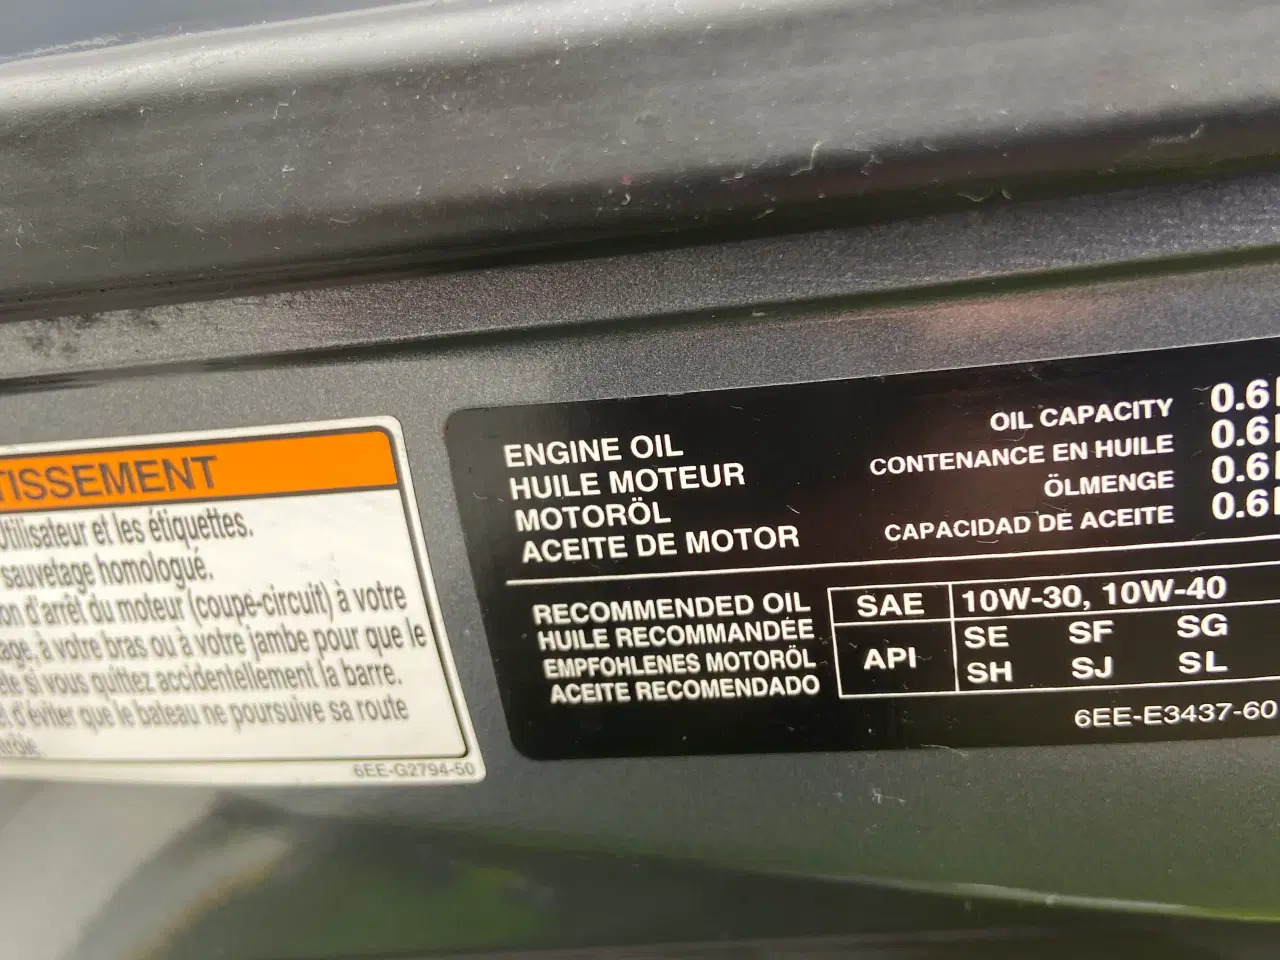 TISSEMENT
Utilisateur et les étiquettes.
sauvetage homologué.
on d'arrêt du moteur (coupe-circuit) à votre
age, à votre bras ou à votre jambe pour que le
ête si vous quittez accidentellement la barre.
d'éviter que le bateau ne poursuive sa route
trôle.
6EE-G2794-50
ENGINE OIL
HUILE MOTEUR
MOTORÖL
ACEITE DE MOTOR
OIL CAPACITY 0.6
CONTENANCE EN HUILE 0.6
ÖLMENGE 0.6
CAPACIDAD DE ACEITE 0.6
RECOMMENDED OIL
HUILE RECOMMANDÉE
EMPFOHLENES MOTORÖL
ACEITE RECOMENDADO
SAE 10W-30, 10W-40
API
SE SF SG
SH SJ SL
6EE-E3437-60